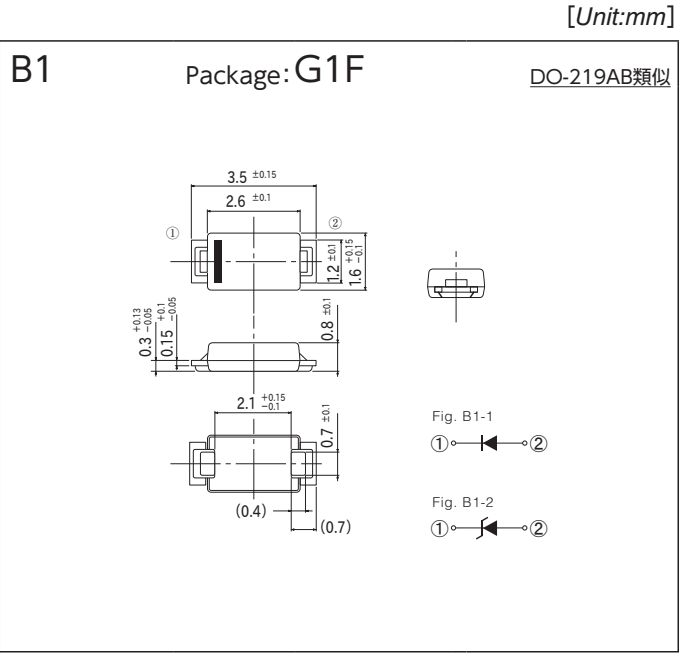 [Unit:mm]
B1 Package:G1F DO-219AB類似
3.5 ±0.15
2.6 ±0.1
① ②
1.2 ±0.1
1.6 +0.15 −0.1
0.3 +0.13 −0.05
0.15 +0.1 −0.05
0.8 ±0.1
2.1 +0.15 −0.1
0.7 ±0.1
(0.4)
(0.7)
Fig. B1-1
① ②
Fig. B1-2
① ②